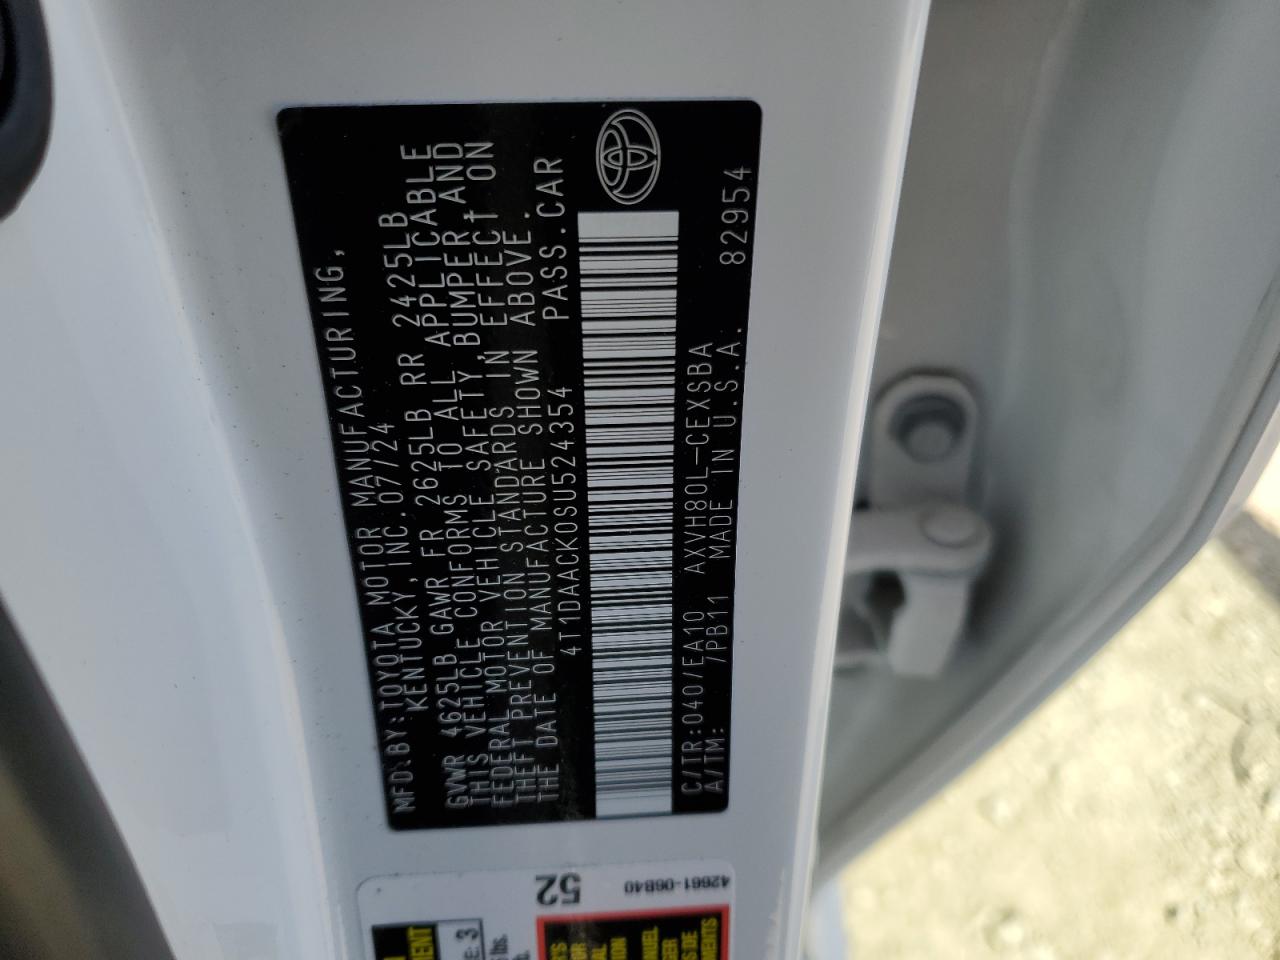 MFD.BY:TOYOTA MOTOR MANUFACTURING,
KENTUCKY, INC. 07/24
GVWR 4625LB GAWR FR 2625LB RR 2425LB
THIS VEHICLE CONFORMS TO ALL APPLICABLE
FEDERAL MOTOR VEHICLE SAFETY, BUMPER, AND
THEFT PREVENTION STANDARDS IN EFFECT ON
THE DATE OF MANUFACTURE SHOWN ABOVE.
4T1DAACK0SU524354 PASS.CAR
C/TR:040/EA10 AXVH80L-CEXSBA
A/TM: /PB11 MADE IN U.S.A. 82954
52
42661-06B40